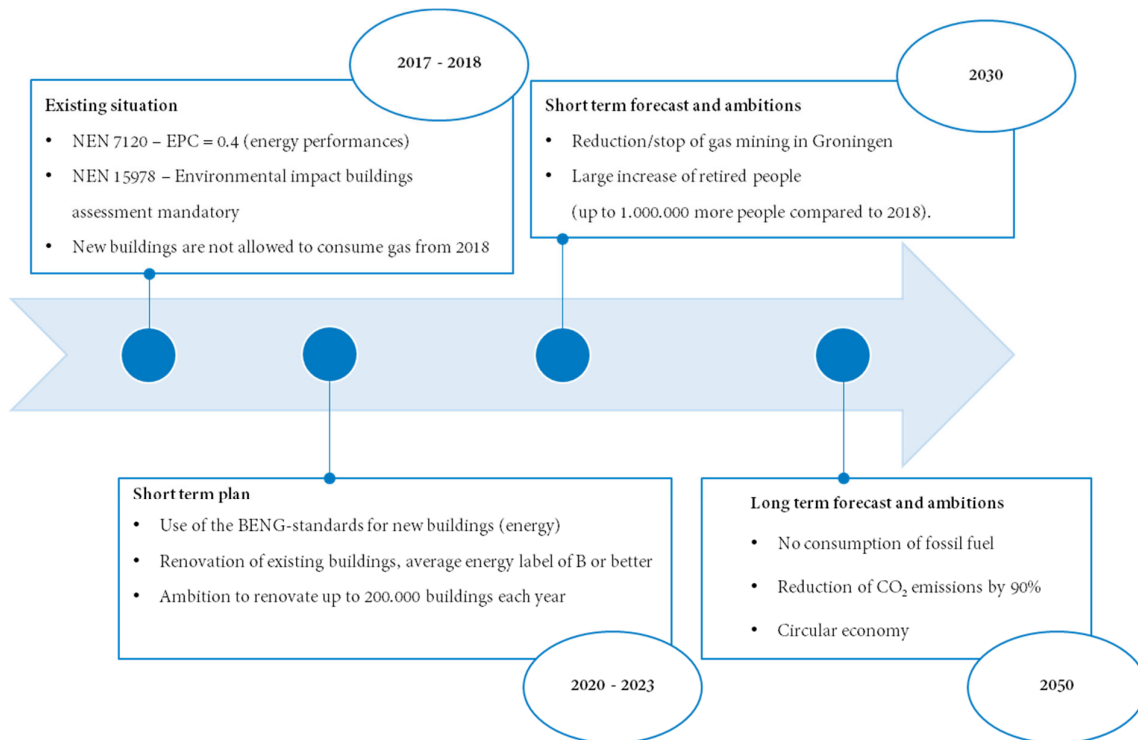 2017 - 2018
Existing situation
• NEN 7120 – EPC = 0.4 (energy performances)
• NEN 15978 – Environmental impact buildings
assessment mandatory
• New buildings are not allowed to consume gas from 2018
2030
Short term forecast and ambitions
• Reduction/stop of gas mining in Groningen
• Large increase of retired people
(up to 1.000.000 more people compared to 2018).
Short term plan
• Use of the BENG-standards for new buildings (energy)
• Renovation of existing buildings, average energy label of B or better
• Ambition to renovate up to 200.000 buildings each year
2020 - 2023
Long term forecast and ambitions
• No consumption of fossil fuel
• Reduction of CO₂ emissions by 90%
• Circular economy
2050